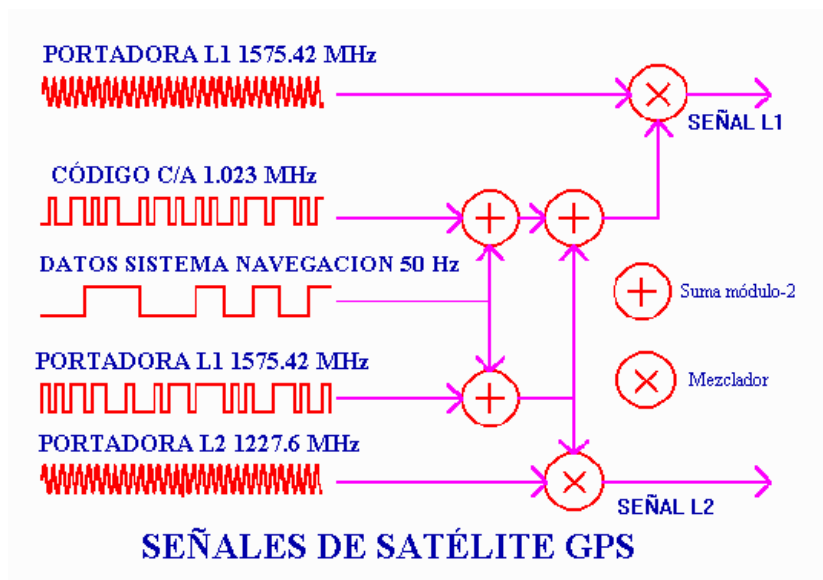 PORTADORA L1 1575.42 MHz
SEÑAL L1
CÓDIGO C/A 1.023 MHz
DATOS SISTEMA NAVEGACION 50 Hz
Suma módulo-2
PORTADORA L1 1575.42 MHz
Mezclador
PORTADORA L2 1227.6 MHz
SEÑAL L2
SEÑALES DE SATÉLITE GPS